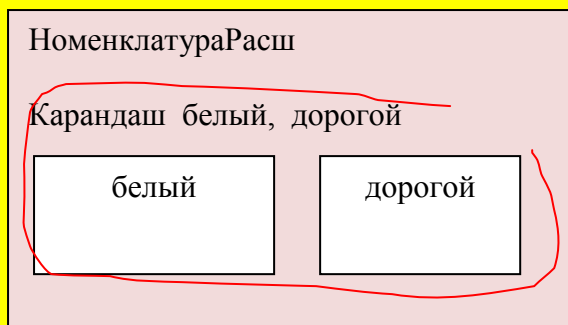 НоменклатураРасш
Карандаш белый, дорогой
белый дорогой